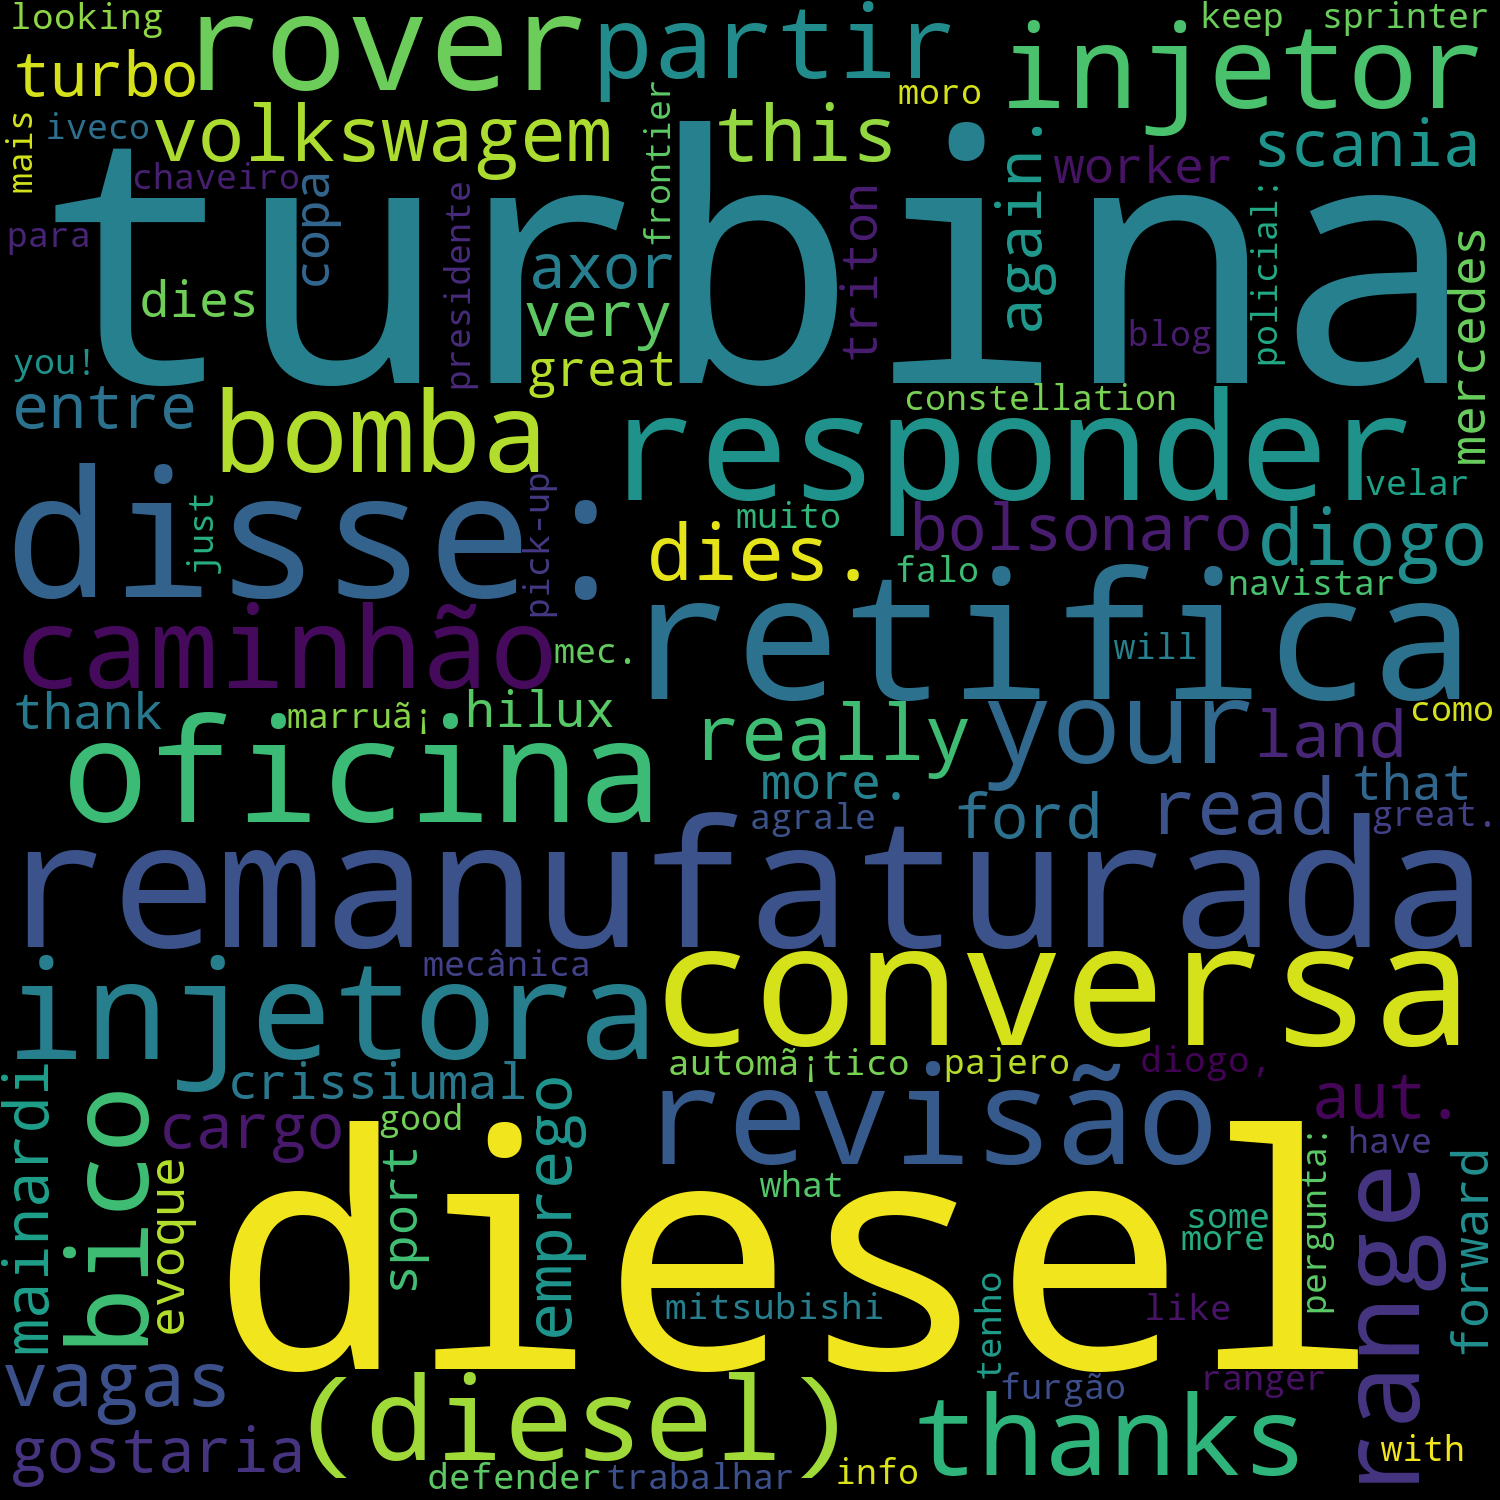 looking
rover
partir
keep
sprinter
injetor
turbo
moro
mais
iveco
volkswagem
frontier
this
scania
worker
chaveiro
copa
turbina
para
presidente
axor
triton
again.
policial:
mercedes
dies
very
blog
you!
great
entre
bomba
constellation
responder
velar
disse:
just
pick-up
muito
dies.
bolsonaro
diogo
falo
navistar
caminhão
mec.
retifica
will
thank
marruã¡
hilux
really
your
land
como
oficina
more.
that
agrale
ford
read
great.
remanufaturada
mecânica
injetora
conversa
automã¡tico
pajero
diogo,
mainardi
bico
crissiumal
cargo
good
emprego
revisão
aut.
have
evoque
sport
what
diesel
some
more
pergunta:
range
forward
mitsubishi
tenho
like
vagas
(diesel)
furgão
ranger
thanks
gostaria
with
defender
trabalhar
info